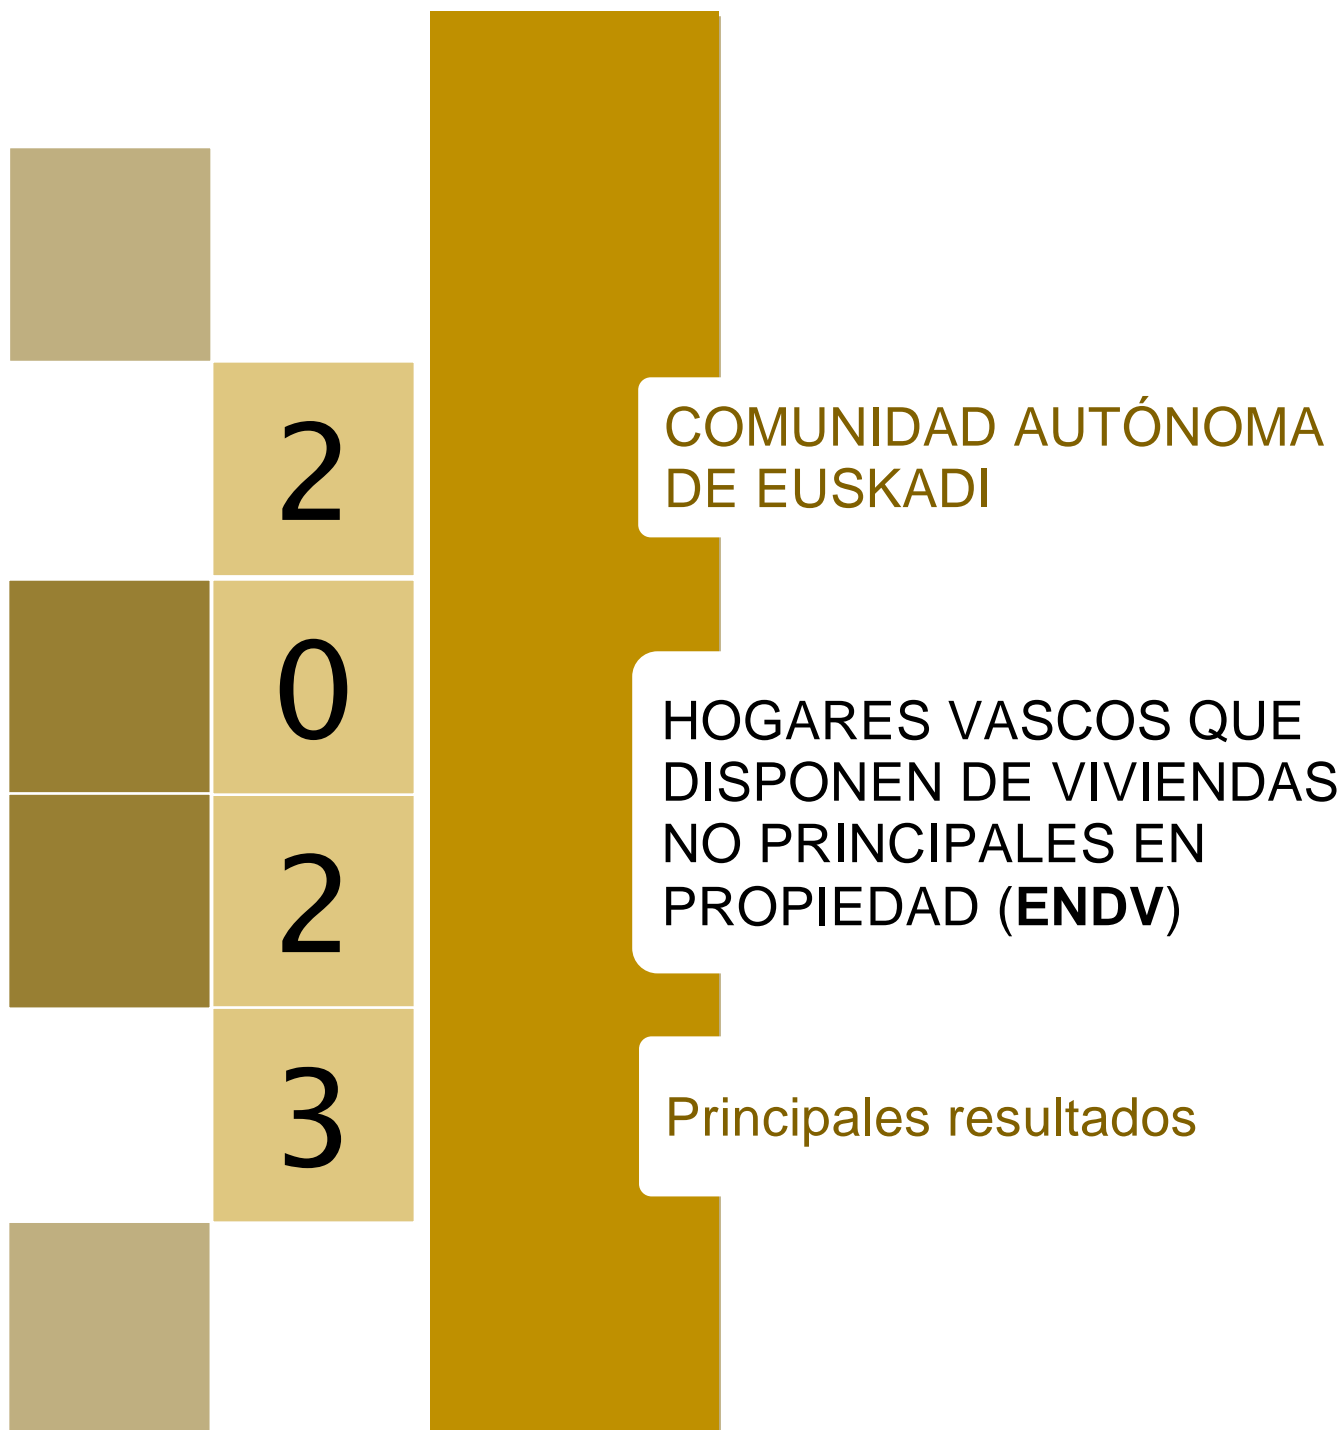 2
0
2
3
COMUNIDAD AUTÓNOMA
DE EUSKADI
HOGARES VASCOS QUE
DISPONEN DE VIVIENDAS
NO PRINCIPALES EN
PROPIEDAD (ENDV)
Principales resultados